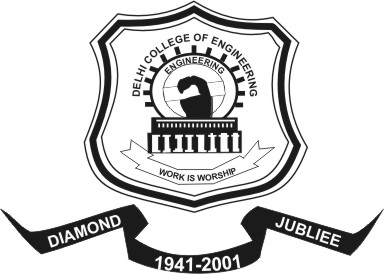 DELHI COLLEGE OF ENGINEERING
ENGINEERING
WORK IS WORSHIP
DIAMOND
1941-2001
JUBLIEE